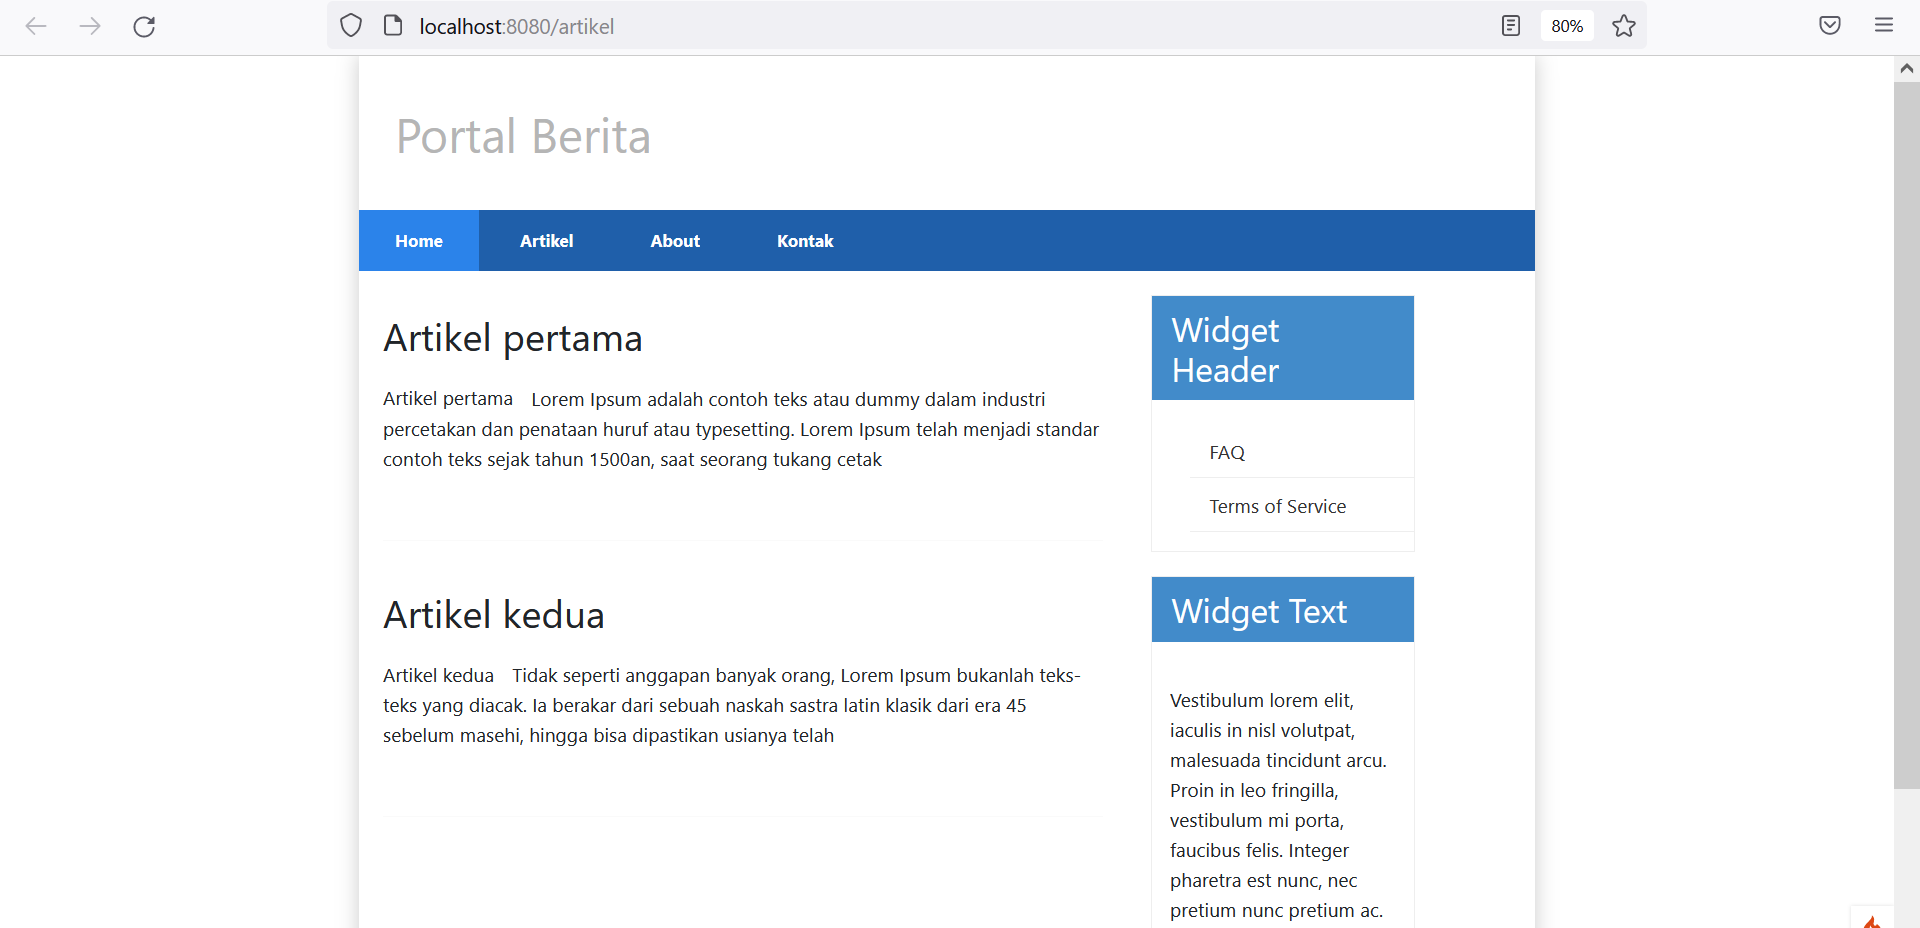 localhost:8080/artikel
80%
Portal Berita
Home Artikel About Kontak
Artikel pertama
Artikel pertama Lorem Ipsum adalah contoh teks atau dummy dalam industri
percetakan dan penataan huruf atau typesetting. Lorem Ipsum telah menjadi standar
contoh teks sejak tahun 1500an, saat seorang tukang cetak
Artikel kedua
Artikel kedua Tidak seperti anggapan banyak orang, Lorem Ipsum bukanlah teks-
teks yang diacak. Ia berakar dari sebuah naskah sastra latin klasik dari era 45
sebelum masehi, hingga bisa dipastikan usianya telah
Widget
Header
FAQ
Terms of Service
Widget Text
Vestibulum lorem elit,
iaculis in nisl volutpat,
malesuada tincidunt arcu.
Proin in leo fringilla,
vestibulum mi porta,
faucibus felis. Integer
pharetra est nunc, nec
pretium nunc pretium ac.